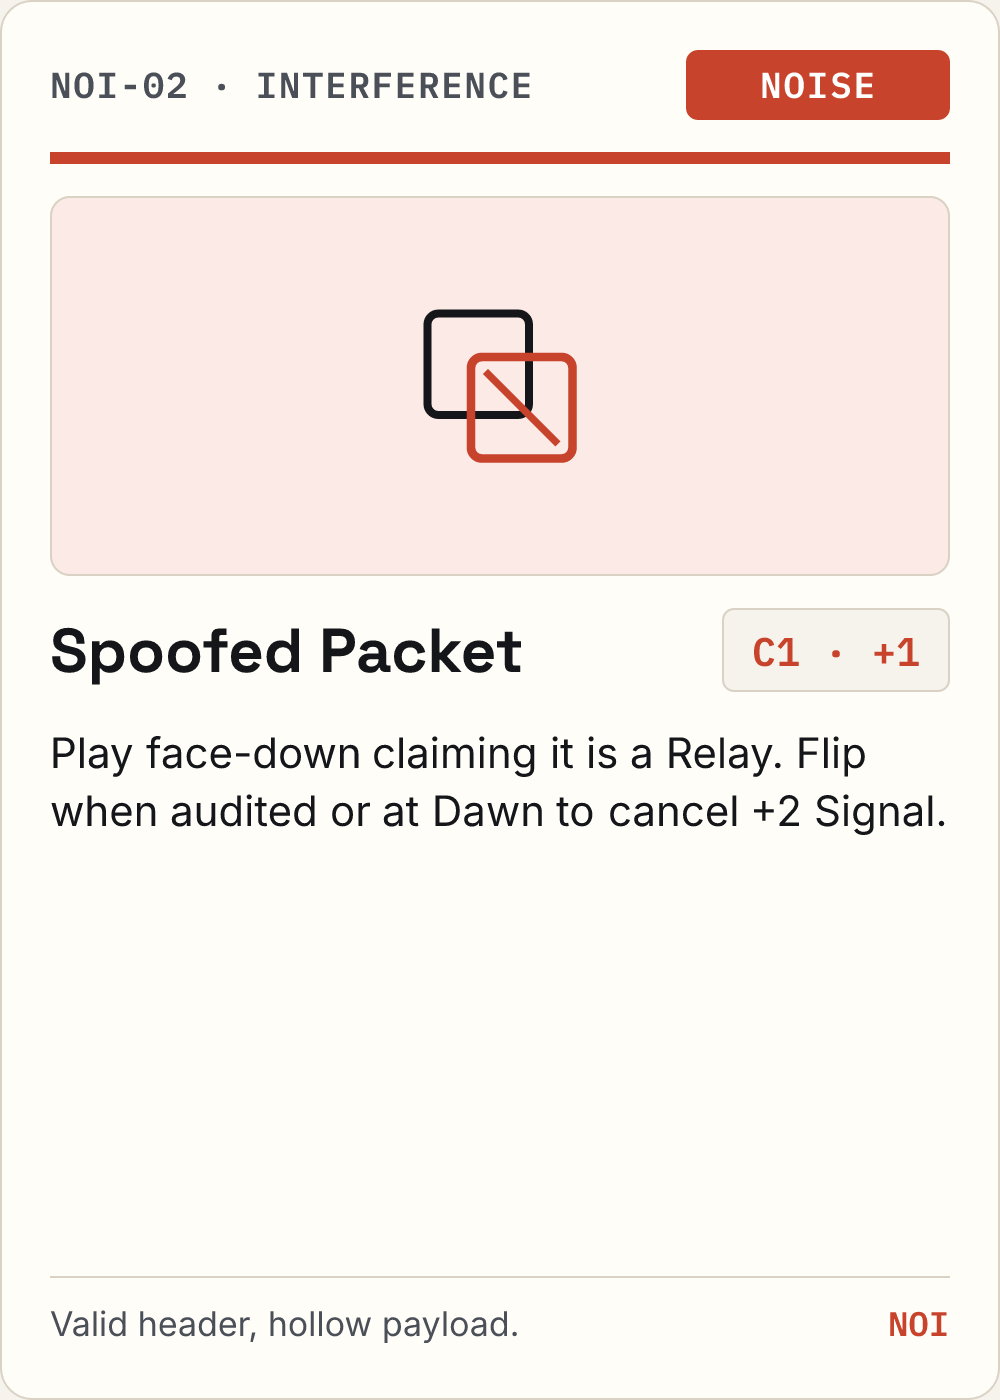 NOI-02 · INTERFERENCE
NOISE
Spoofed Packet
C1 · +1
Play face-down claiming it is a Relay. Flip
when audited or at Dawn to cancel +2 Signal.
Valid header, hollow payload.
NOI